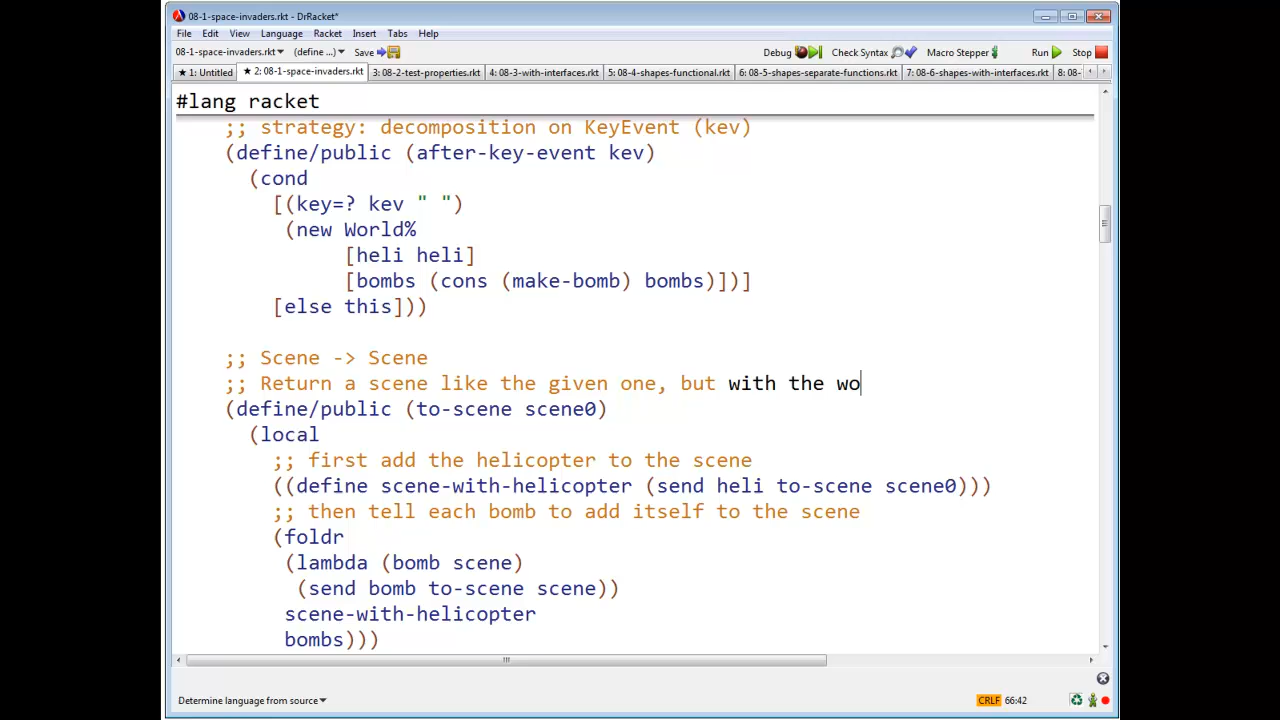 08-1-space-invaders.rkt - DrRacket*
File Edit View Language Racket Insert Tabs Help
08-1-space-invaders.rkt (define ...) Save Debug Check Syntax Macro Stepper Run Stop
★ 1: Untitled ★ 2: 08-1-space-invaders.rkt 3: 08-2-test-properties.rkt 4: 08-3-with-interfaces.rkt 5: 08-4-shapes-functional.rkt 6: 08-5-shapes-separate-functions.rkt 7: 08-6-shapes-with-interfaces.rkt 8: 08-
#lang racket
;; strategy: decomposition on KeyEvent (kev)
(define/public (after-key-event kev)
(cond
[(key=? kev " ")
(new World%
[heli heli]
[bombs (cons (make-bomb) bombs)])]
[else this]))
;; Scene -> Scene
;; Return a scene like the given one, but with the wo
(define/public (to-scene scene0)
(local
;; first add the helicopter to the scene
((define scene-with-helicopter (send heli to-scene scene0)))
;; then tell each bomb to add itself to the scene
(foldr
(lambda (bomb scene)
(send bomb to-scene scene))
scene-with-helicopter
bombs)))
Determine language from source CRLF 66:42